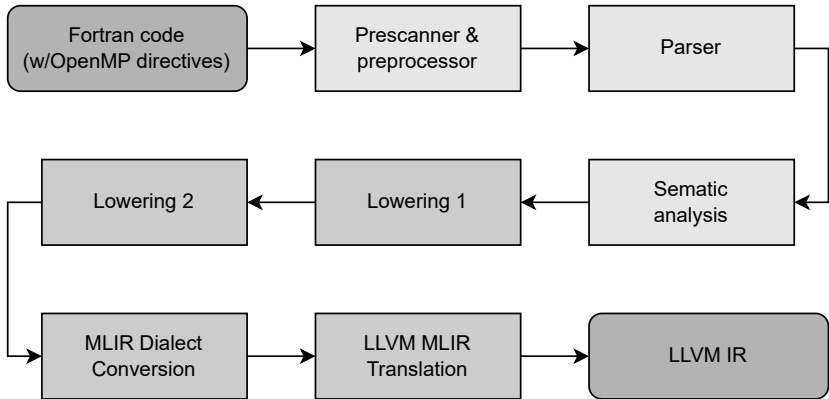 Fortran code
(w/OpenMP directives)
Prescanner &
preprocessor
Parser
Sematic
analysis
Lowering 1
Lowering 2
MLIR Dialect
Conversion
LLVM MLIR
Translation
LLVM IR